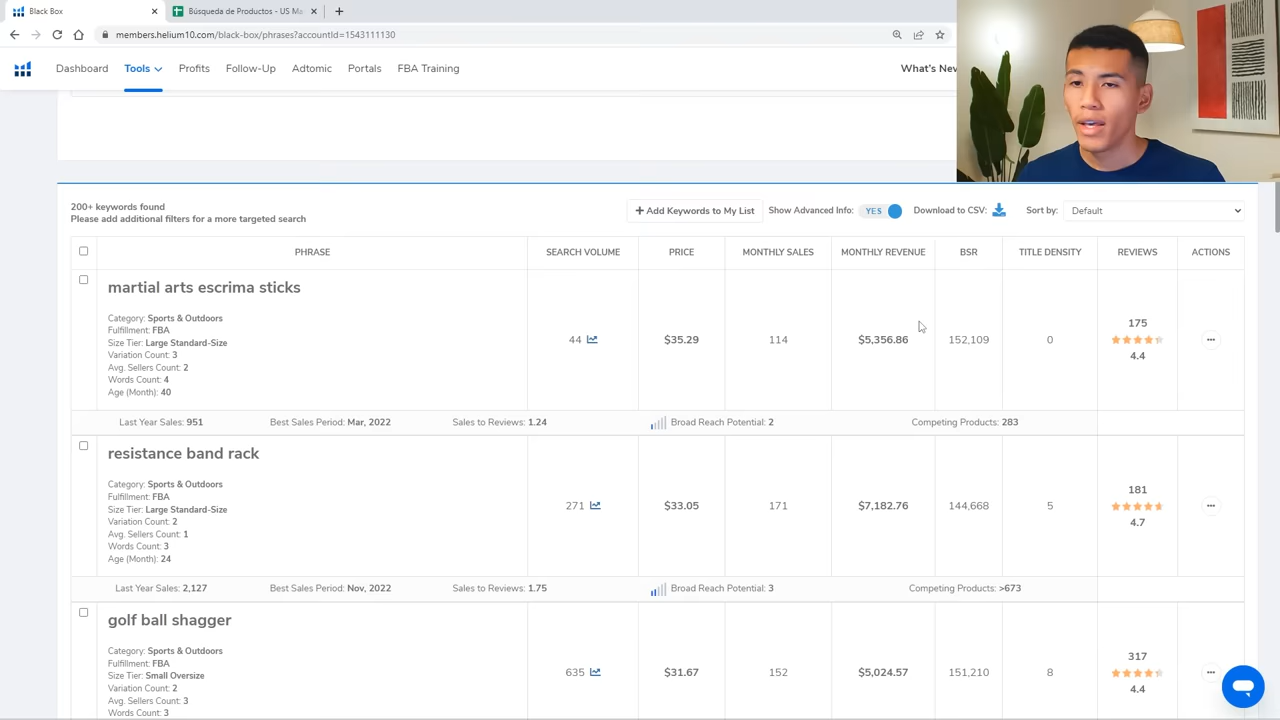 Black Box
Búsqueda de Productos - US Ma
members.helium10.com/black-box/phrases?accountId=1543111130
Dashboard
Tools
Profits
Follow-Up
Adtomic
Portals
FBA Training
What's New
200+ keywords found
Please add additional filters for a more targeted search
+ Add Keywords to My List
Show Advanced Info:
YES
Download to CSV:
Sort by:
Default
PHRASE
SEARCH VOLUME
PRICE
MONTHLY SALES
MONTHLY REVENUE
BSR
TITLE DENSITY
REVIEWS
ACTIONS
martial arts escrima sticks
Category: Sports & Outdoors
Fulfillment: FBA
Size Tier: Large Standard-Size
Variation Count: 3
Avg. Sellers Count: 2
Words Count: 4
Age (Month): 40
44
$35.29
114
$5,356.86
152,109
0
175
4.4
Last Year Sales: 951
Best Sales Period: Mar, 2022
Sales to Reviews: 1.24
Broad Reach Potential: 2
Competing Products: 283
resistance band rack
Category: Sports & Outdoors
Fulfillment: FBA
Size Tier: Large Standard-Size
Variation Count: 2
Avg. Sellers Count: 1
Words Count: 3
Age (Month): 24
271
$33.05
171
$7,182.76
144,668
5
181
4.7
Last Year Sales: 2,127
Best Sales Period: Nov, 2022
Sales to Reviews: 1.75
Broad Reach Potential: 3
Competing Products: >673
golf ball shagger
Category: Sports & Outdoors
Fulfillment: FBA
Size Tier: Small Oversize
Variation Count: 2
Avg. Sellers Count: 3
Words Count: 3
635
$31.67
152
$5,024.57
151,210
8
317
4.4